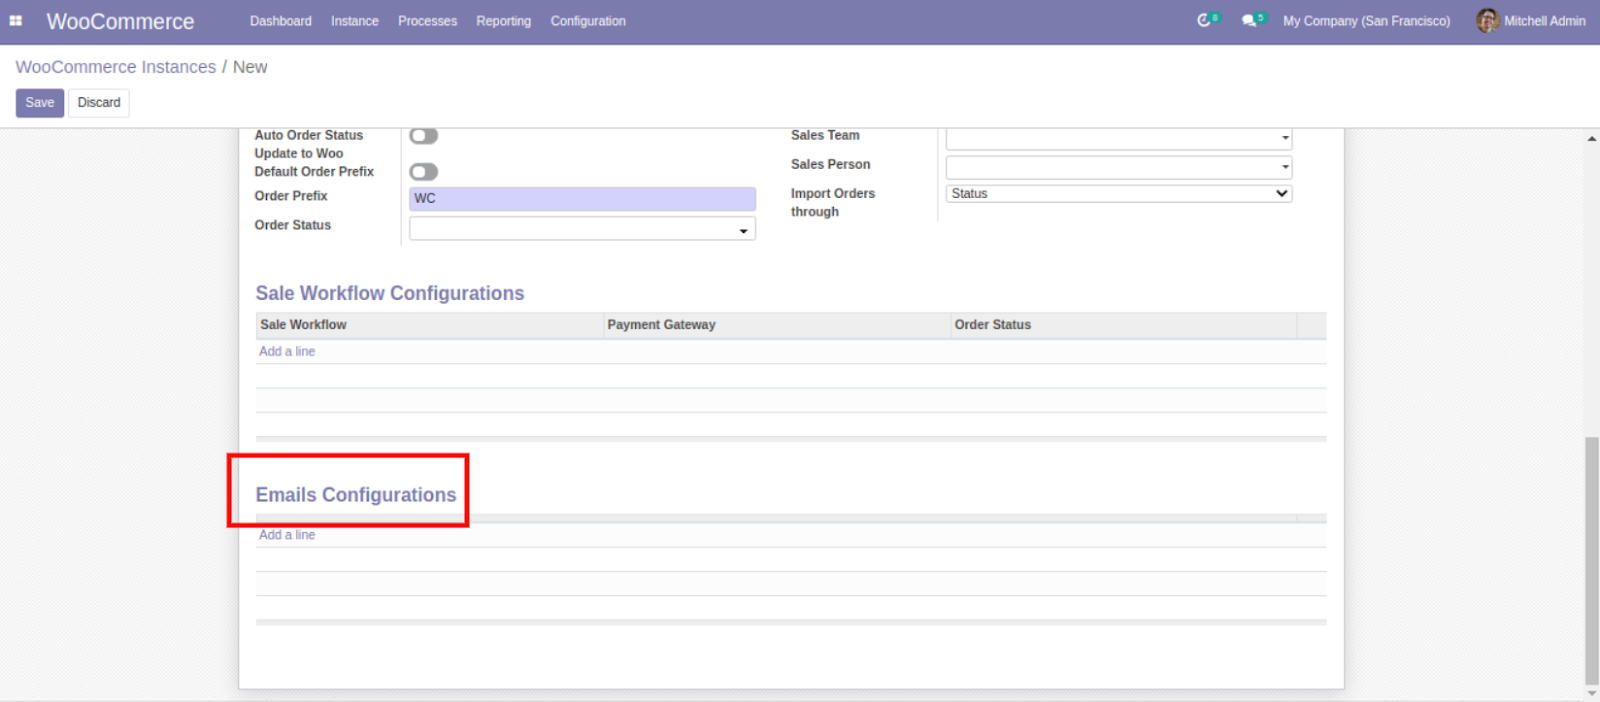 WooCommerce Dashboard Instance Processes Reporting Configuration 8 5 My Company (San Francisco) Mitchell Admin
WooCommerce Instances / New
Save Discard
Auto Order Status
Update to Woo
Default Order Prefix
Order Prefix WC
Order Status
Sales Team
Sales Person
Import Orders Status
through
Sale Workflow Configurations
Sale Workflow Payment Gateway Order Status
Add a line
Emails Configurations
Add a line